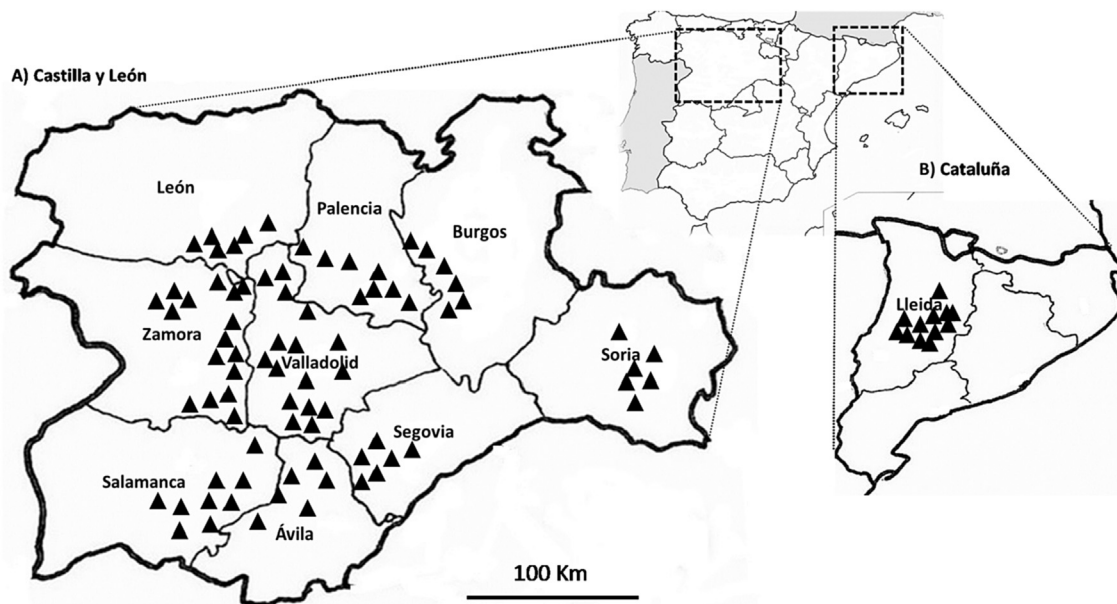 A) Castilla y León
B) Cataluña
León
Palencia
Burgos
Lleida
Zamora
Valladolid
Soria
Segovia
Salamanca
Ávila
100 Km